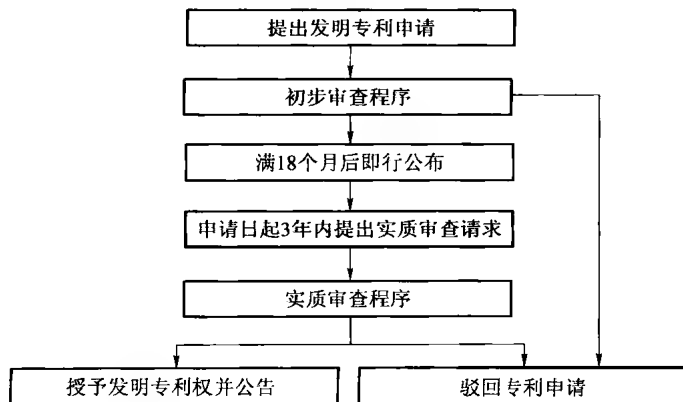 提出发明专利申请
初步审查程序
满18个月后即行公布
申请日起3年内提出实质审查请求
实质审查程序
授予发明专利权并公告
驳回专利申请